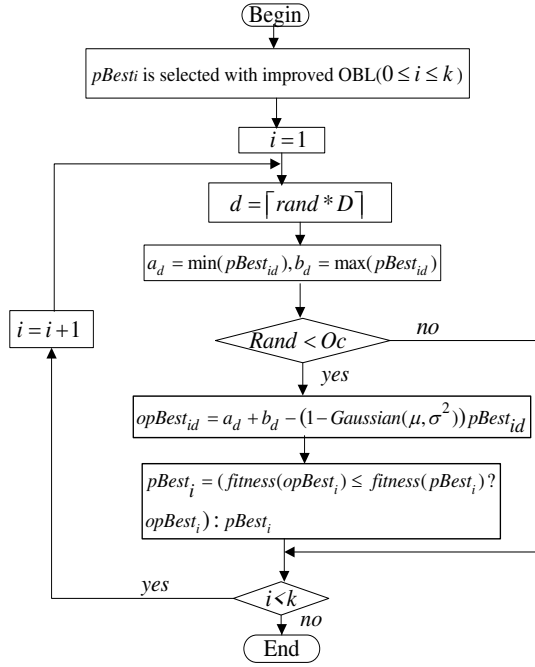 Begin
pBesti is selected with improved OBL(0 ≤ i ≤ k)
i = 1
d = ⌈rand * D⌉
a_d = min(pBest_id), b_d = max(pBest_id)
i = i+1
Rand < Oc
no
yes
opBest_id = a_d + b_d − (1− Gaussian(μ, σ²)) pBest_id
pBest_i = (fitness(opBest_i) ≤ fitness(pBest_i) ?
opBest_i) : pBest_i
yes
i<k
no
End